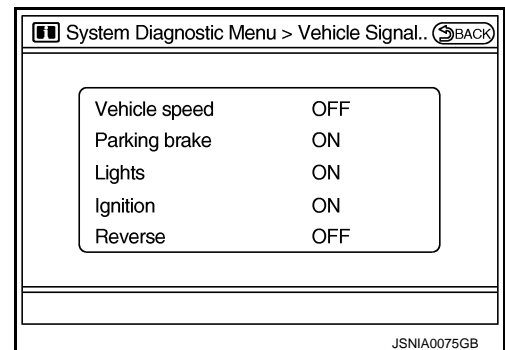 System Diagnostic Menu > Vehicle Signal.. BACK
Vehicle speed OFF
Parking brake ON
Lights ON
Ignition ON
Reverse OFF
JSNIA0075GB